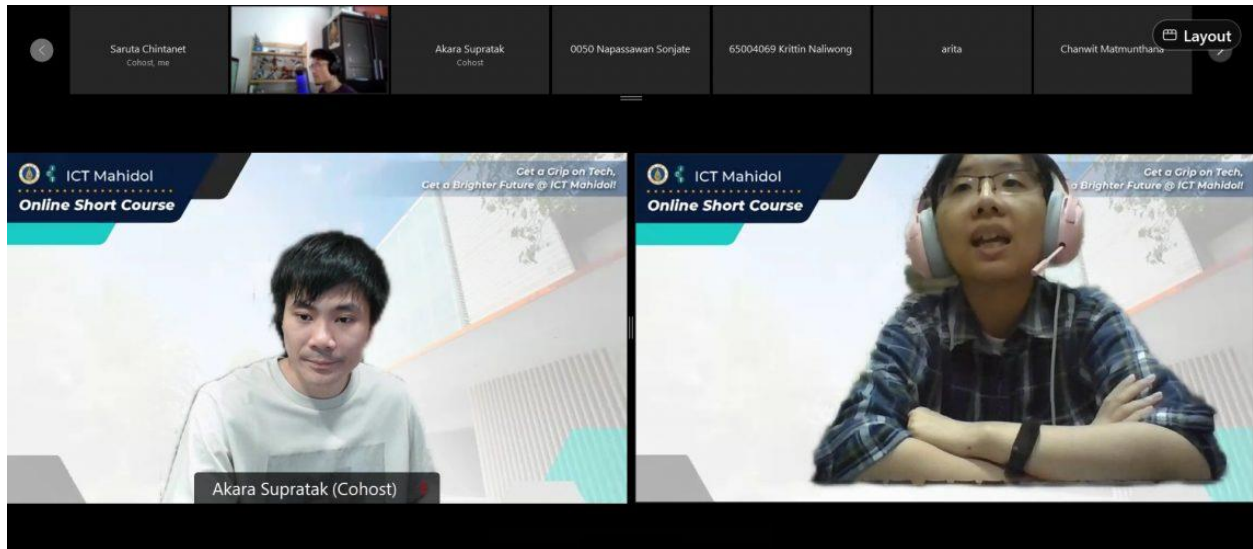 Saruta Chintanet
Cohost, me
Akara Supratak
Cohost
0050 Napassawan Sonjate
65004069 Krittin Naliwong
arita
Chanwit Matmunthana
Layout
ICT Mahidol
Online Short Course
Get a Grip on Tech,
Get a Brighter Future @ ICT Mahidol!
Akara Supratak (Cohost)
ICT Mahidol
Online Short Course
Get a Grip on Tech,
a Brighter Future @ ICT Mahidol!